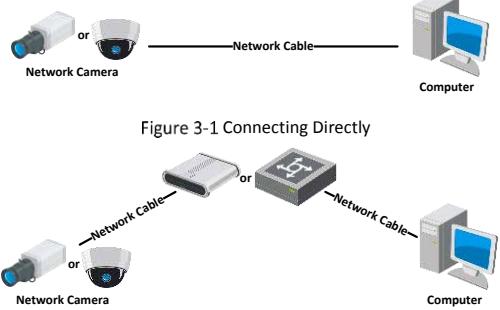 or
Network Cable
Network Camera
Computer
Figure 3-1 Connecting Directly
or
Network Cable
Network Cable
or
Network Camera
Computer